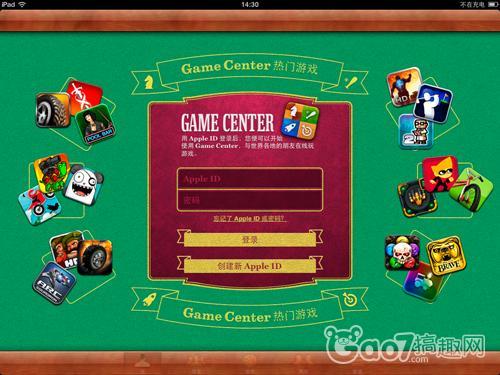 iPad
14:30
不在充电
Game Center 热门游戏
GAME CENTER
用 Apple ID 登录后，您便可以开始
使用 Game Center，与世界各地的朋友在线玩
游戏。
Apple ID
密码
忘记了 Apple ID 或密码？
登录
创建新 Apple ID
Game Center 热门游戏
POOL BAR
HD
2
ARC
BRAVE
Gao7搞趣网